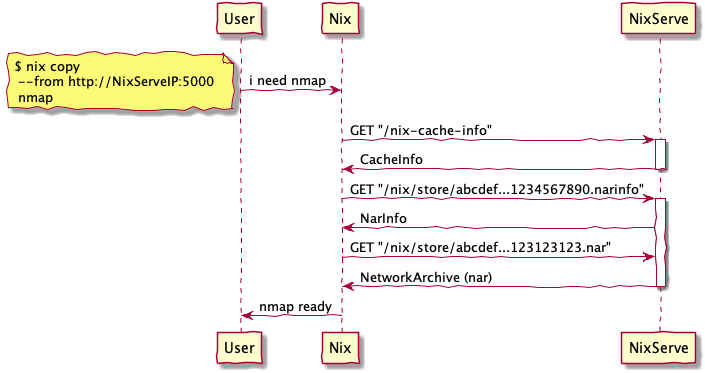 User
Nix
NixServe
$ nix copy
--from http://NixServeIP:5000
nmap
i need nmap
GET "/nix-cache-info"
CacheInfo
GET "/nix/store/abcdef...1234567890.narinfo"
NarInfo
GET "/nix/store/abcdef...123123123.nar"
NetworkArchive (nar)
nmap ready
User
Nix
NixServe